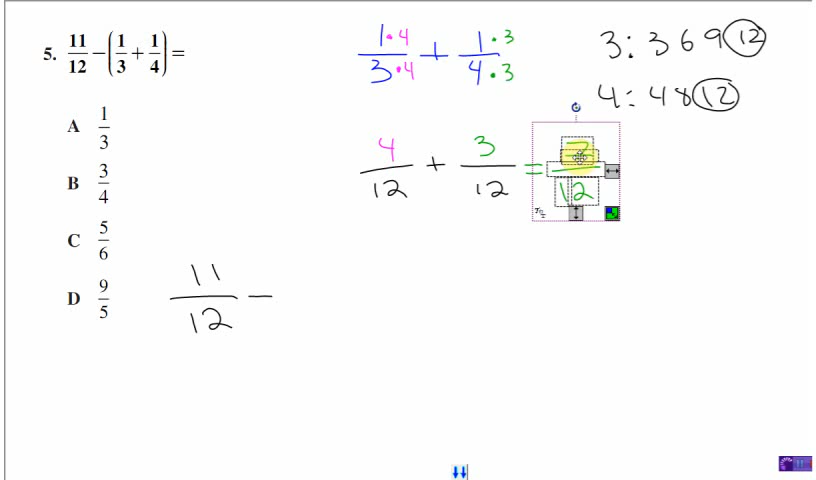 5. 11/12 − (1/3 + 1/4) =
A 1/3
B 3/4
C 5/6
D 9/5
1·4/3·4 + 1·3/4·3
3: 3 6 9 12
4: 4 8 12
4/12 + 3/12 = 7/12
11/12 −